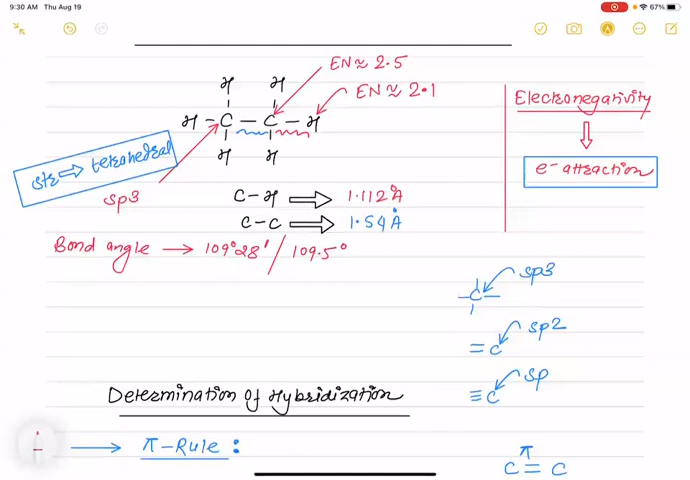 9:30 AM Thu Aug 19
67%
EN ≈ 2.5
EN ≈ 2.1
H H
H - C - C - H
H H
str ⇒ tetrahedral
sp3
C-H ⇒ 1.112 Å
C-C ⇒ 1.54 Å
Bond angle → 109°28' / 109.5°
Electronegativity
e- attraction
C sp3
= C sp2
≡ C sp
Determination of Hybridization
→ π-Rule :
π
C = C